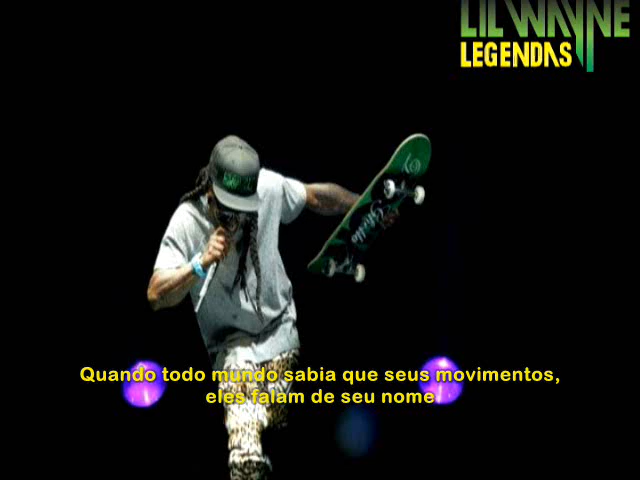 LIL WAYNE
LEGENDAS
Quando todo mundo sabia que seus movimentos,
eles falam de seu nome